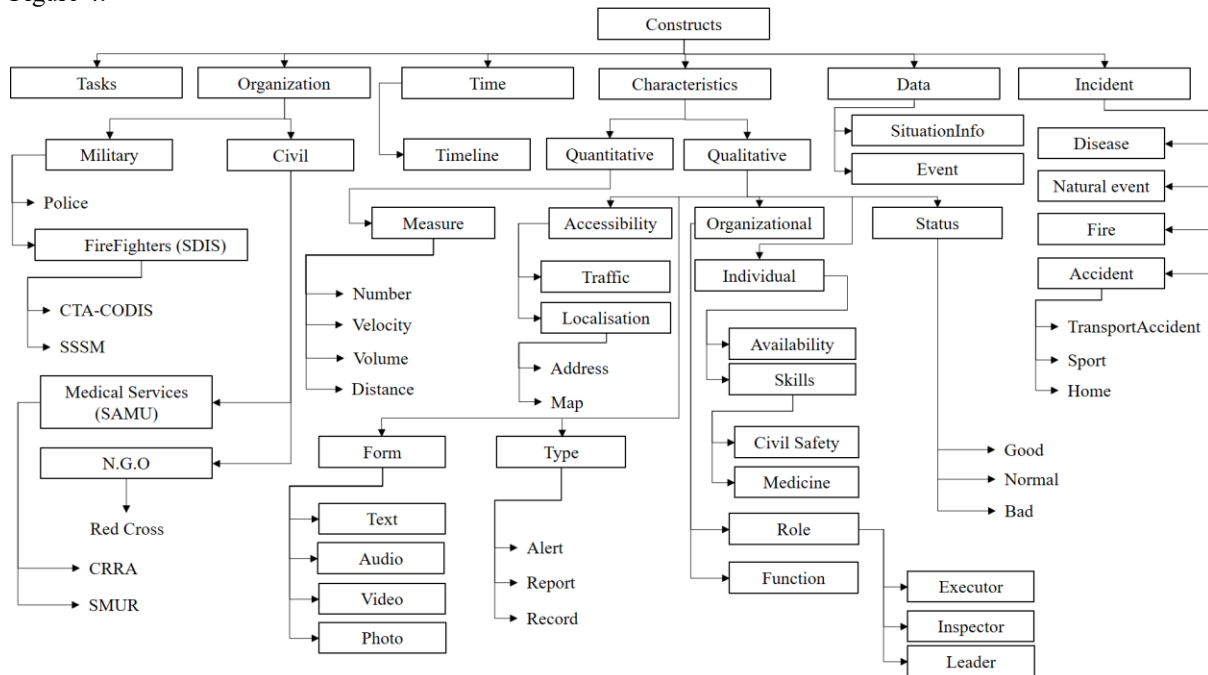 Constructs
Tasks
Organization
Time
Characteristics
Data
Incident
Military
Civil
Timeline
Quantitative
Qualitative
SituationInfo
Event
Disease
Natural event
Fire
Accident
Police
FireFighters (SDIS)
CTA-CODIS
SSSM
Measure
Number
Velocity
Volume
Distance
Accessibility
Traffic
Localisation
Address
Map
Organizational
Individual
Availability
Skills
Civil Safety
Medicine
Role
Function
Executor
Inspector
Leader
Status
Good
Normal
Bad
TransportAccident
Sport
Home
Medical Services
(SAMU)
N.G.O
Red Cross
CRRA
SMUR
Form
Text
Audio
Video
Photo
Type
Alert
Report
Record